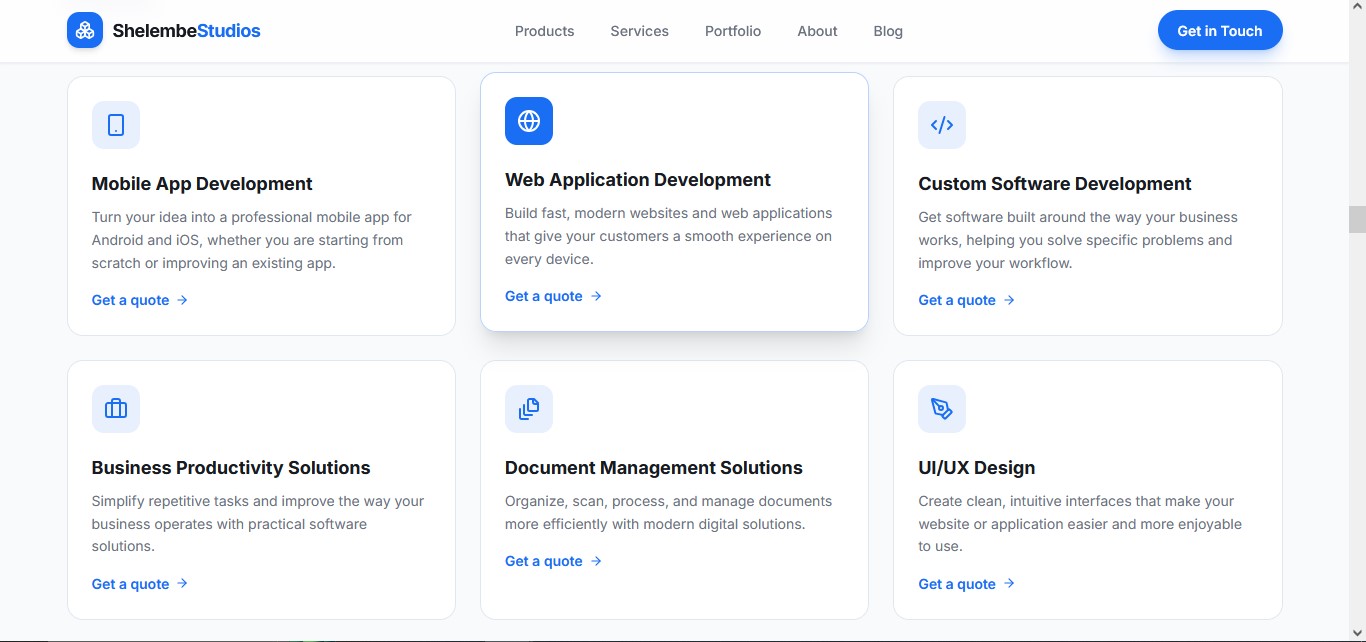 ShelembeStudios
Products
Services
Portfolio
About
Blog
Get in Touch
Mobile App Development
Turn your idea into a professional mobile app for
Android and iOS, whether you are starting from
scratch or improving an existing app.
Get a quote →
Web Application Development
Build fast, modern websites and web applications
that give your customers a smooth experience on
every device.
Get a quote →
Custom Software Development
Get software built around the way your business
works, helping you solve specific problems and
improve your workflow.
Get a quote →
Business Productivity Solutions
Simplify repetitive tasks and improve the way your
business operates with practical software
solutions.
Get a quote →
Document Management Solutions
Organize, scan, process, and manage documents
more efficiently with modern digital solutions.
Get a quote →
UI/UX Design
Create clean, intuitive interfaces that make your
website or application easier and more enjoyable
to use.
Get a quote →